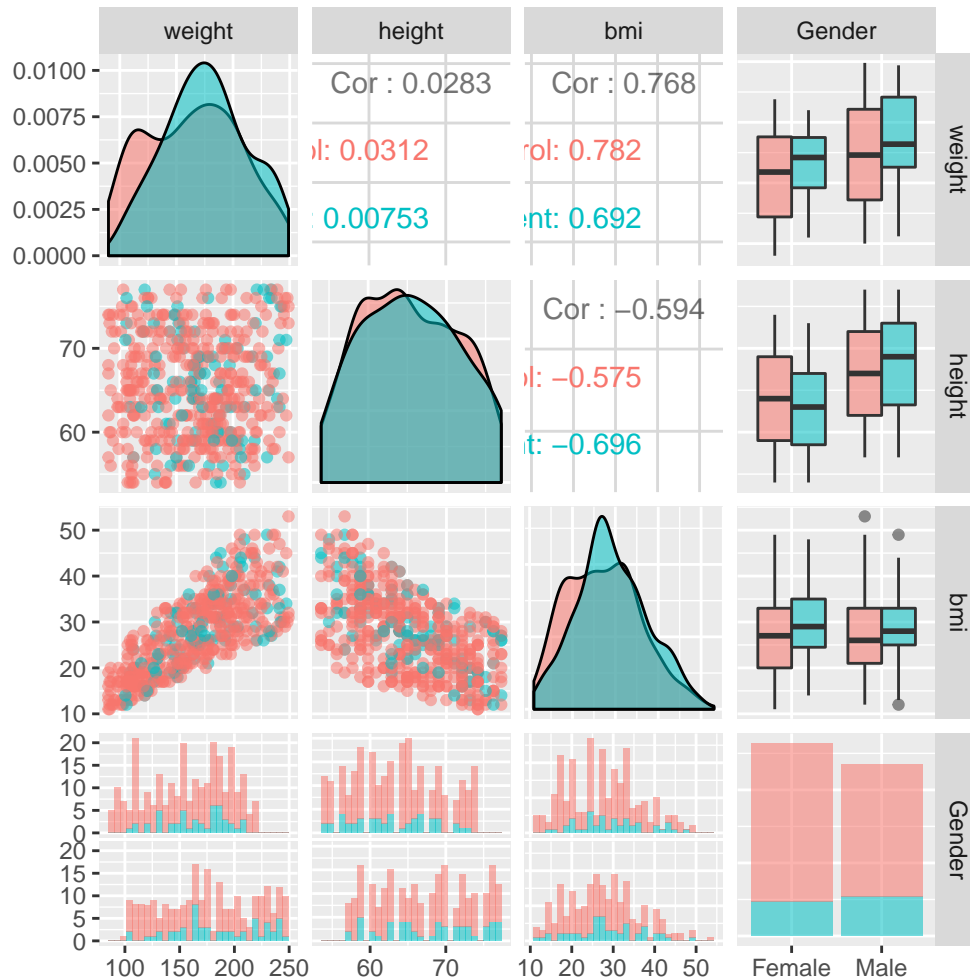 weight height bmi Gender
0.0100
0.0075
0.0050
0.0025
0.0000
Cor : 0.0283
ol: 0.0312
: 0.00753
Cor : 0.768
rol: 0.782
ent: 0.692
weight
70
60
Cor : −0.594
ol: −0.575
nt: −0.696
height
50
40
30
20
10
bmi
20
15
10
5
0
20
15
10
5
0
Gender
100 150 200 250 60 70 10 20 30 40 50 Female Male